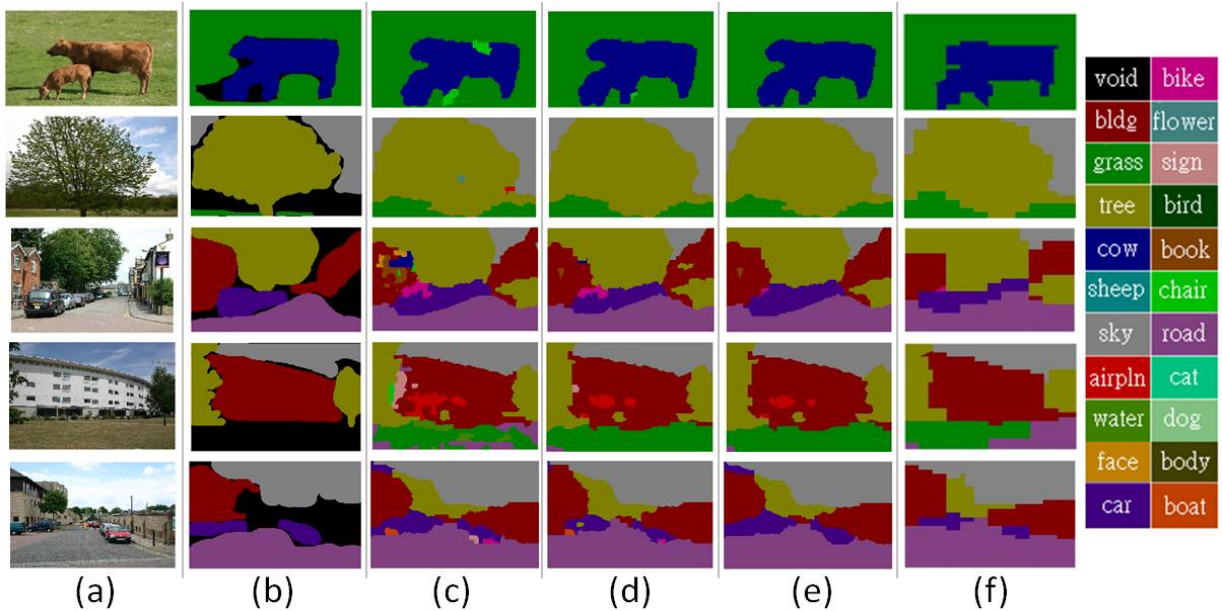 void bike
bldg flower
grass sign
tree bird
cow book
sheep chair
sky road
airpln cat
water dog
face body
car boat
(a) (b) (c) (d) (e) (f)